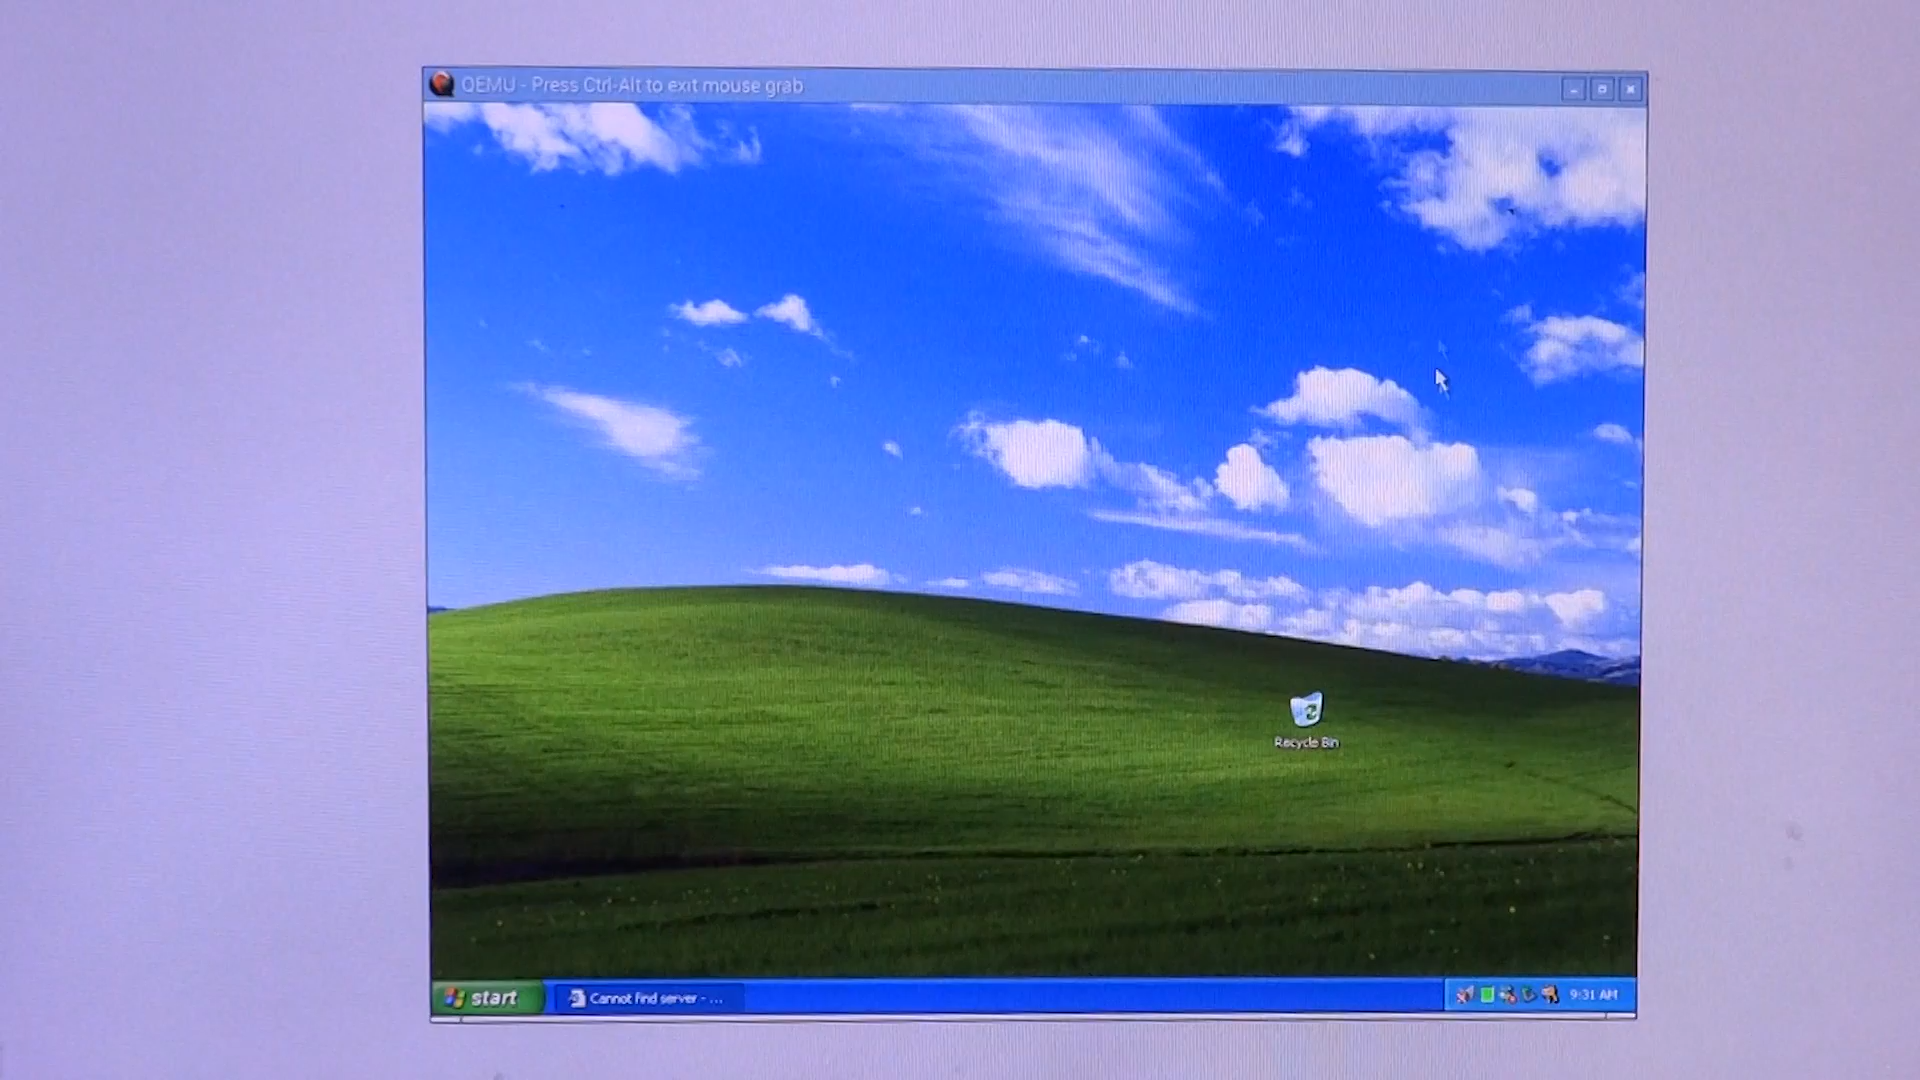 QEMU - Press Ctrl-Alt to exit mouse grab
Recycle Bin
start
Cannot find server - ...
9:31 AM